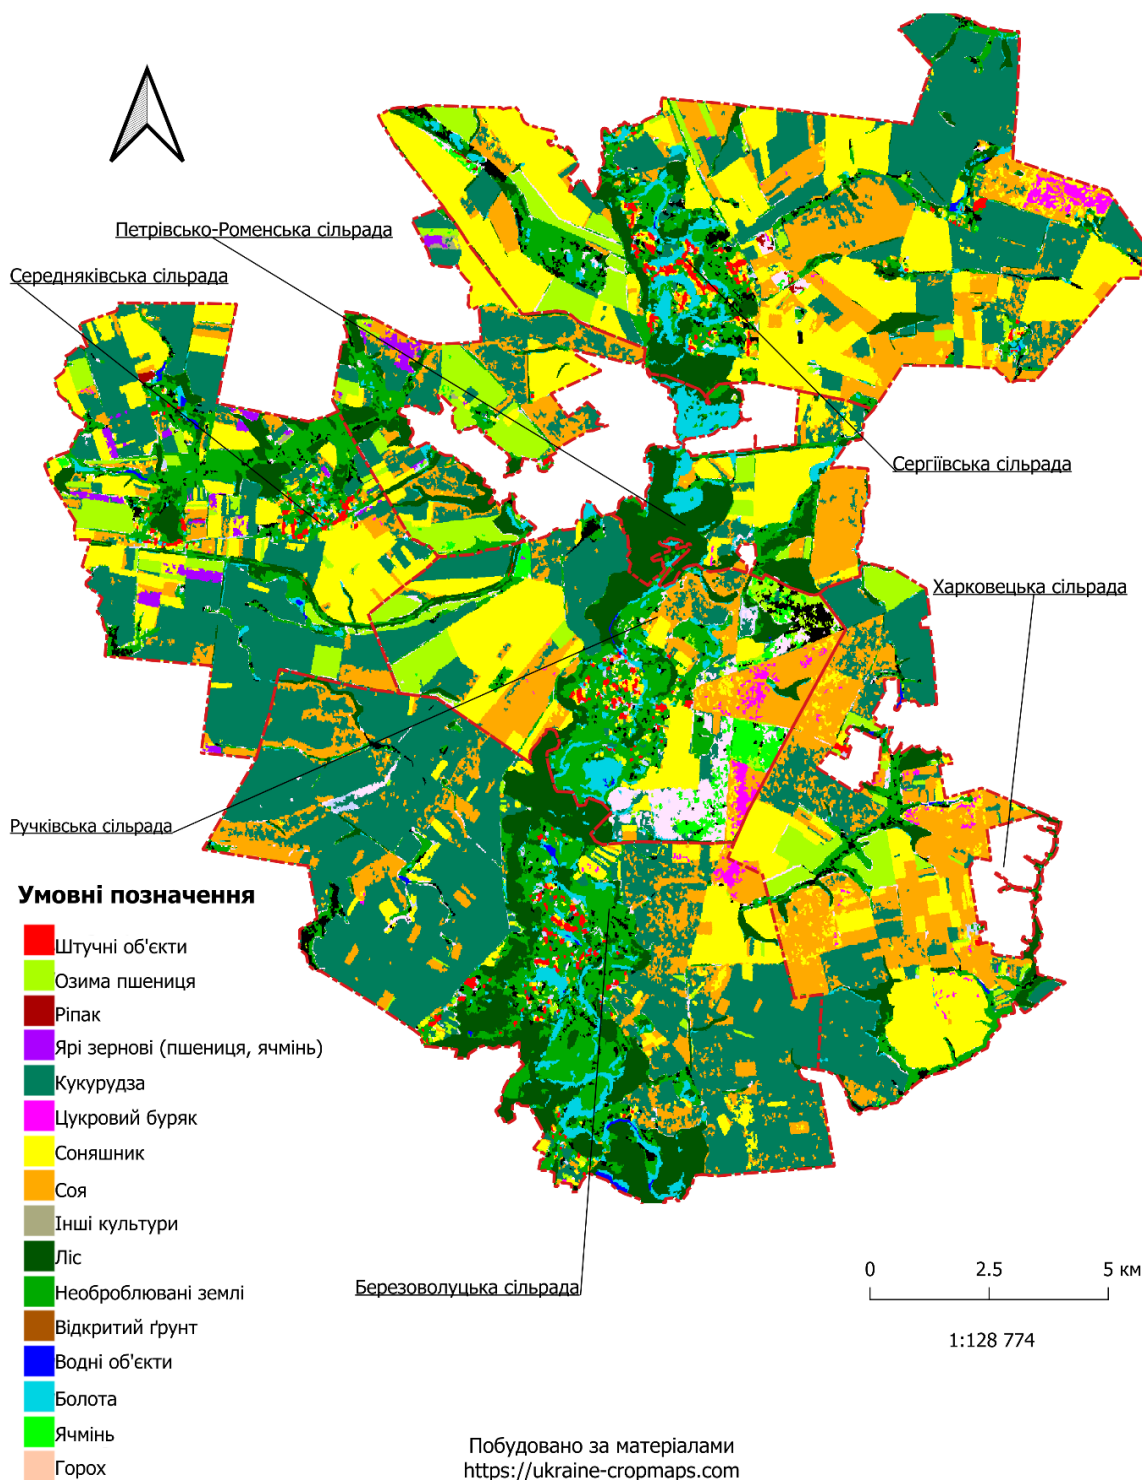 Петрівсько-Роменська сільрада
Середняківська сільрада
Сергіївська сільрада
Харковецька сільрада
Ручківська сільрада
Умовні позначення
Штучні об'єкти
Озима пшениця
Ріпак
Ярі зернові (пшениця, ячмінь)
Кукурудза
Цукровий буряк
Соняшник
Соя
Інші культури
Ліс
Необроблювані землі
Відкритий ґрунт
Водні об'єкти
Болота
Ячмінь
Горох
Березоволуцька сільрада
0 2.5 5 км
1:128 774
Побудовано за матеріалами
https://ukraine-cropmaps.com